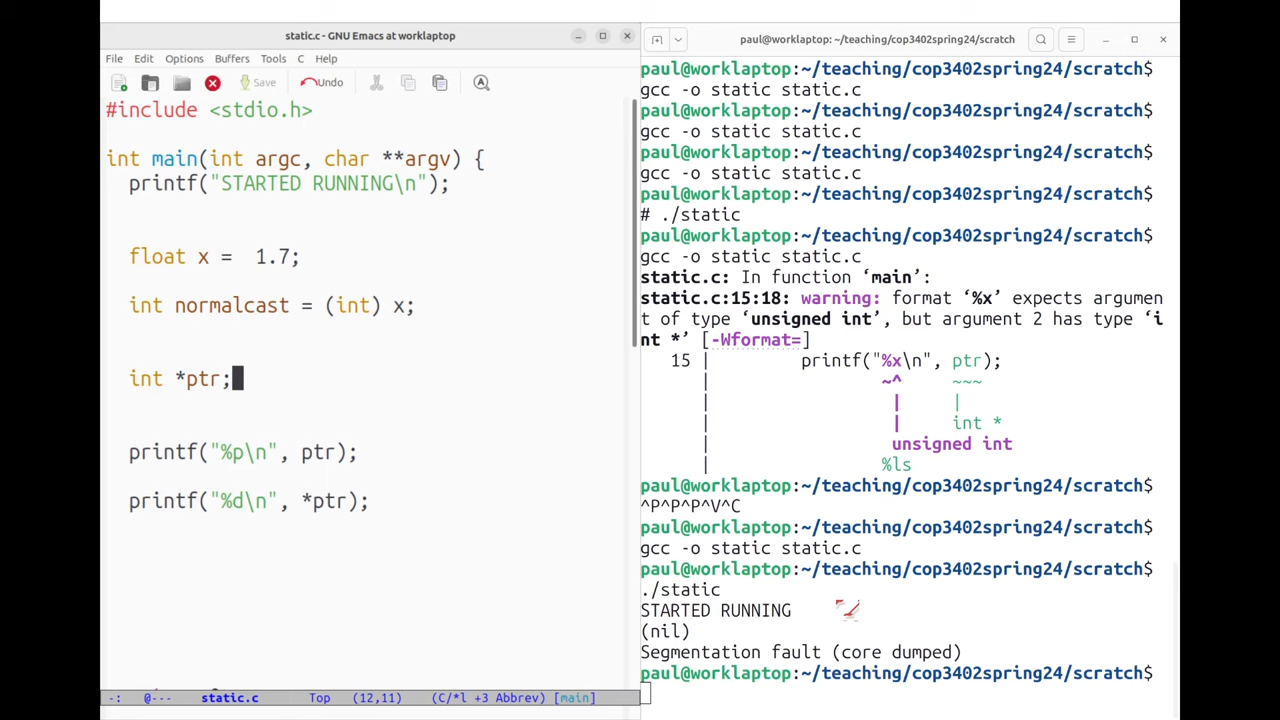 static.c - GNU Emacs at worklaptop
File Edit Options Buffers Tools C Help
Save Undo
#include <stdio.h>
int main(int argc, char **argv) {
  printf("STARTED RUNNING\n");
  float x =  1.7;
  int normalcast = (int) x;
  int *ptr;
  printf("%p\n", ptr);
  printf("%d\n", *ptr);
-: @--- static.c Top (12,11) (C/*l +3 Abbrev) [main]
paul@worklaptop: ~/teaching/cop3402spring24/scratch
paul@worklaptop:~/teaching/cop3402spring24/scratch$
gcc -o static static.c
paul@worklaptop:~/teaching/cop3402spring24/scratch$
gcc -o static static.c
paul@worklaptop:~/teaching/cop3402spring24/scratch$
gcc -o static static.c
paul@worklaptop:~/teaching/cop3402spring24/scratch$
# ./static
paul@worklaptop:~/teaching/cop3402spring24/scratch$
gcc -o static static.c
static.c: In function ‘main’:
static.c:15:18: warning: format ‘%x’ expects argumen
t of type ‘unsigned int’, but argument 2 has type ‘i
nt *’ [-Wformat=]
   15 |         printf("%x\n", ptr);
      |                 ~^     ~~~
      |                  |     |
      |                  |     int *
      |                  unsigned int
      |                 %ls
paul@worklaptop:~/teaching/cop3402spring24/scratch$
^P^P^P^V^C
paul@worklaptop:~/teaching/cop3402spring24/scratch$
gcc -o static static.c
paul@worklaptop:~/teaching/cop3402spring24/scratch$
./static
STARTED RUNNING
(nil)
Segmentation fault (core dumped)
paul@worklaptop:~/teaching/cop3402spring24/scratch$